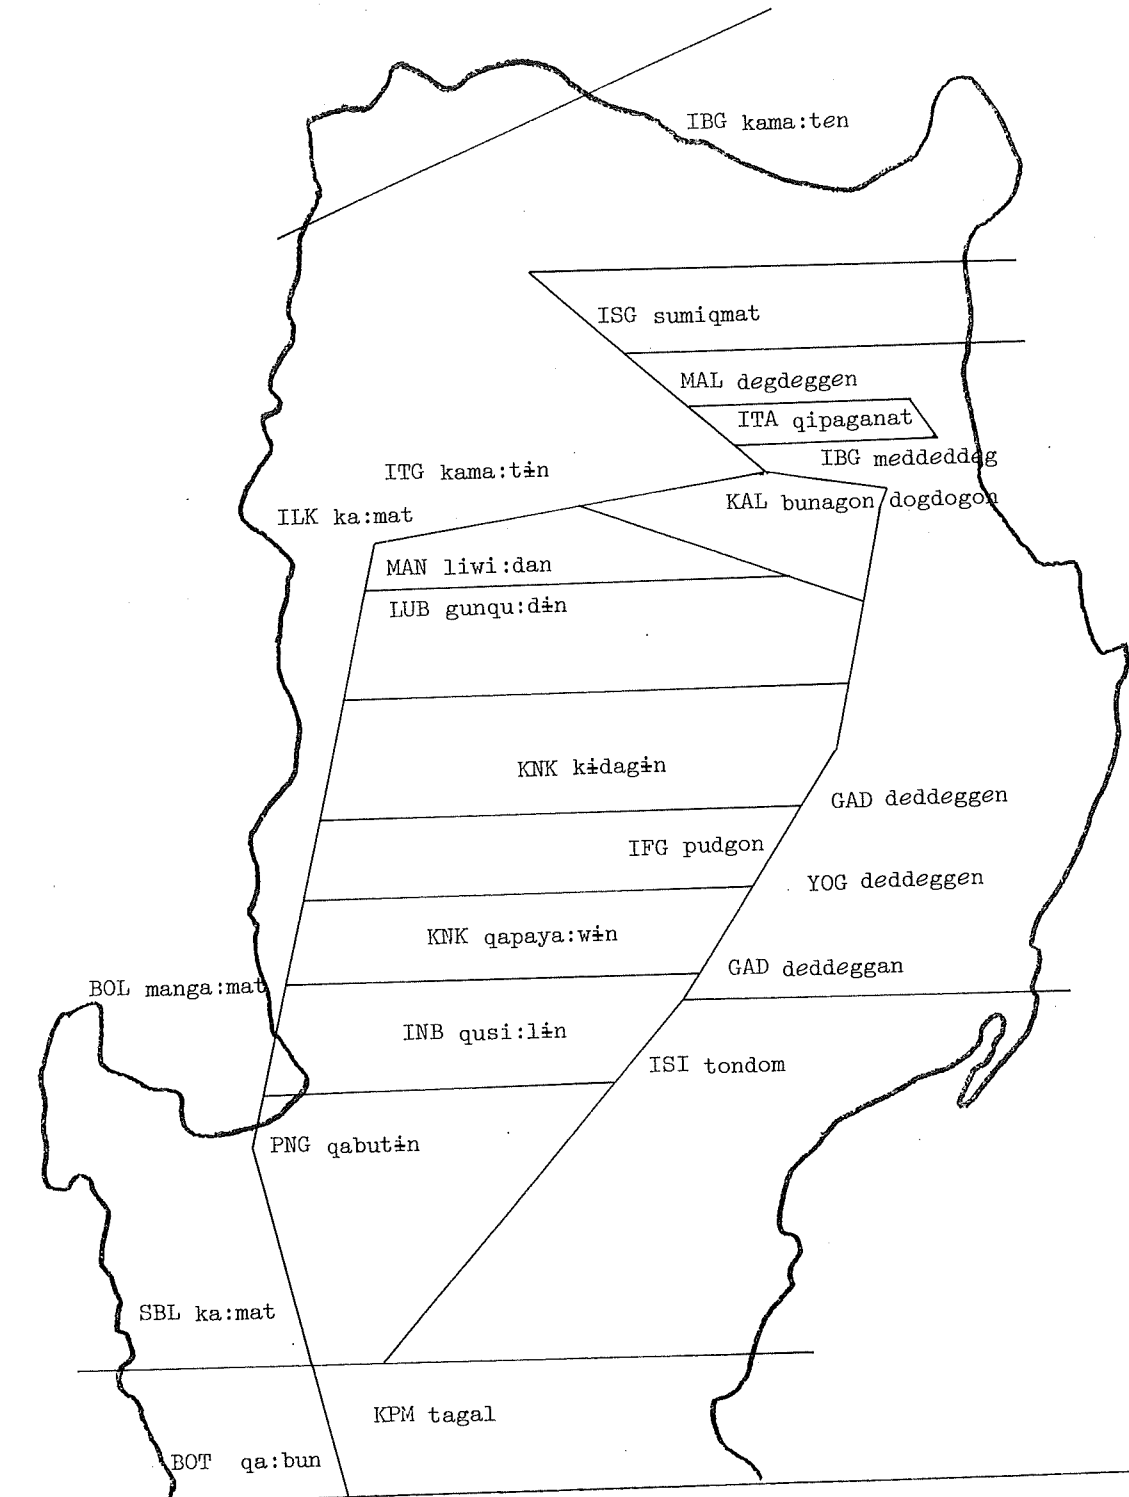 IBG kama:ten
ISG sumiqmat
MAL degdeggen
ITA qipaganat
IBG meddeddeg
ITG kama:tɨn
KAL bunagon dogdogon
ILK ka:mat
MAN liwi:dan
LUB gunqu:dɨn
KNK kɨdagɨn
GAD deddeggen
IFG pudgon
YOG deddeggen
KNK qapaya:wɨn
GAD deddeggan
BOL manga:mat
INB qusi:lɨn
ISI tondom
PNG qabutɨn
SBL ka:mat
KPM tagal
BOT qa:bun